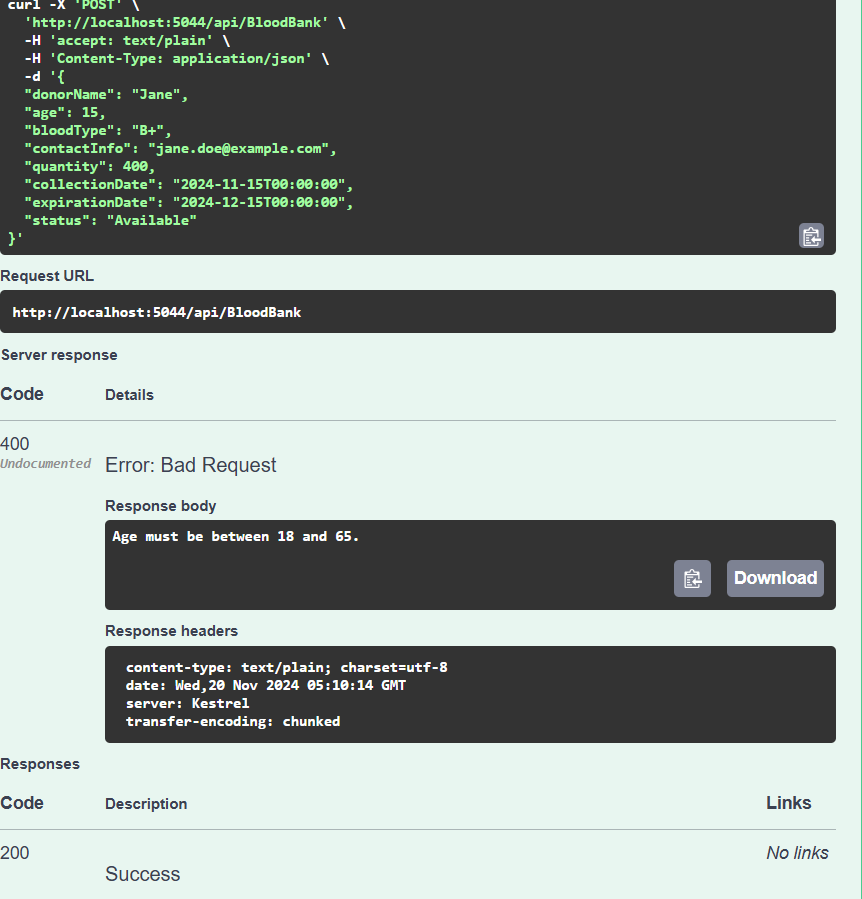 curl -X 'POST' \
  'http://localhost:5044/api/BloodBank' \
  -H 'accept: text/plain' \
  -H 'Content-Type: application/json' \
  -d '{
  "donorName": "Jane",
  "age": 15,
  "bloodType": "B+",
  "contactInfo": "jane.doe@example.com",
  "quantity": 400,
  "collectionDate": "2024-11-15T00:00:00",
  "expirationDate": "2024-12-15T00:00:00",
  "status": "Available"
}'
Request URL
http://localhost:5044/api/BloodBank
Server response
Code Details
400
Undocumented
Error: Bad Request
Response body
Age must be between 18 and 65.
Download
Response headers
content-type: text/plain; charset=utf-8
date: Wed,20 Nov 2024 05:10:14 GMT
server: Kestrel
transfer-encoding: chunked
Responses
Code Description Links
200 No links
Success